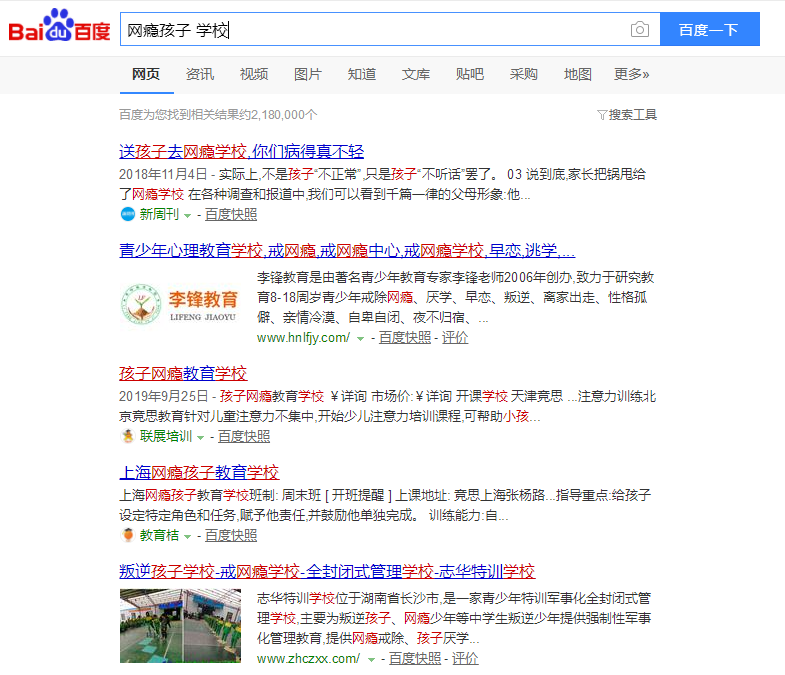 Bai du 百度
网瘾孩子 学校
百度一下
网页 资讯 视频 图片 知道 文库 贴吧 采购 地图 更多»
百度为您找到相关结果约2,180,000个
搜索工具
送孩子去网瘾学校,你们病得真不轻
2018年11月4日 - 实际上,不是孩子“不正常”,只是孩子“不听话”罢了。 03 说到底,家长把锅甩给
了网瘾学校 在各种调查和报道中,我们可以看到千篇一律的父母形象:他...
新周刊 - 百度快照
青少年心理教育学校,戒网瘾,戒网瘾中心,戒网瘾学校,早恋,逃学,...
李锋教育
LIFENG JIAOYU
李锋教育是由著名青少年教育专家李锋老师2006年创办,致力于研究教
育8-18周岁青少年戒除网瘾、厌学、早恋、叛逆、离家出走、性格孤
僻、亲情冷漠、自卑自闭、夜不归宿、...
www.hnlfjy.com/ - 百度快照 - 评价
孩子网瘾教育学校
2019年9月25日 - 孩子网瘾教育学校 ￥详询 市场价:￥详询 开课学校 天津竞思 ...注意力训练北
京竞思教育针对儿童注意力不集中,开始少儿注意力培训课程,可帮助小孩...
联展培训 - 百度快照
上海网瘾孩子教育学校
上海网瘾孩子教育学校班制: 周末班 [ 开班提醒 ] 上课地址: 竞思上海张杨路...指导重点:给孩子
设定特定角色和任务,赋予他责任,并鼓励他单独完成。 训练能力:自...
教育桔 - 百度快照
叛逆孩子学校-戒网瘾学校-全封闭式管理学校-志华特训学校
志华特训学校位于湖南省长沙市,是一家青少年特训军事化全封闭式管
理学校,主要为叛逆孩子、网瘾少年等中学生叛逆少年提供强制性军事
化管理教育,提供网瘾戒除、孩子厌学...
www.zhczxx.com/ - 百度快照 - 评价